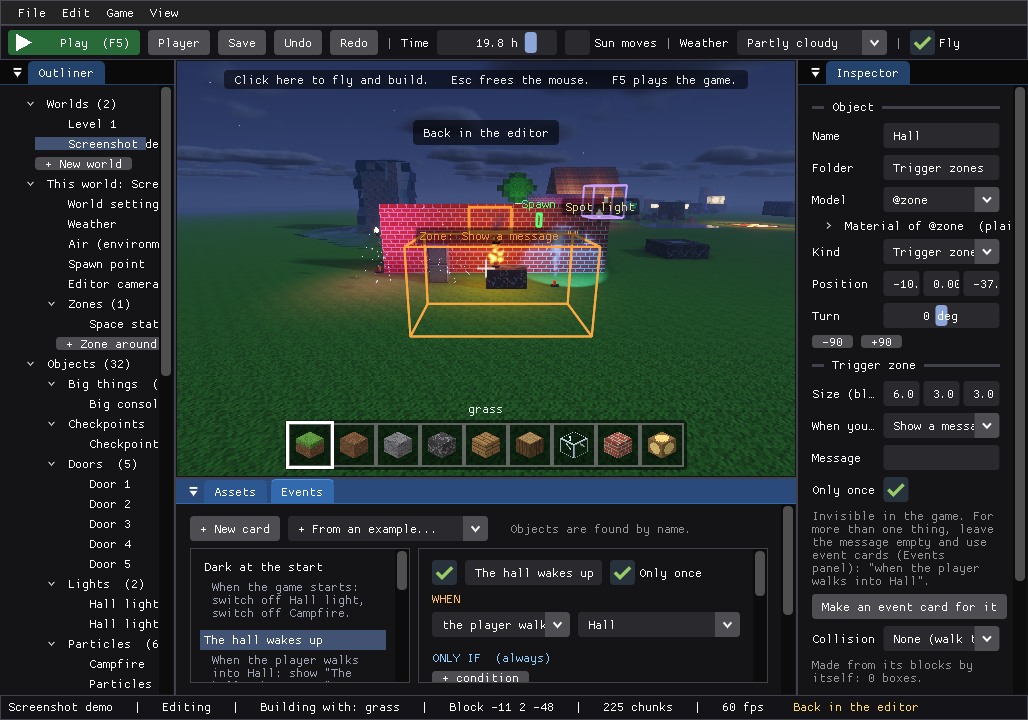 File Edit Game View
Play (F5) Player Save Undo Redo | Time 19.8 h Sun moves | Weather Partly cloudy | Fly
Outliner
Worlds (2)
Level 1
Screenshot de
+ New world
This world: Scre
World setting
Weather
Air (environm
Spawn point
Editor camera
Zones (1)
Space stat
+ Zone around
Objects (32)
Big things (
Big consol
Checkpoints
Checkpoint
Doors (5)
Door 1
Door 2
Door 3
Door 4
Door 5
Lights (2)
Hall light
Hall light
Particles (6
Campfire
Particles
Click here to fly and build. Esc frees the mouse. F5 plays the game.
Back in the editor
Spawn
Spot light
Zone: Show a message ""
grass
Assets Events
+ New card
+ From an example...
Objects are found by name.
Dark at the start
When the game starts:
switch off Hall light,
switch off Campfire.
The hall wakes up
When the player walks
into Hall: show "The
The hall wakes up
Only once
WHEN
the player walk
Hall
ONLY IF (always)
+ condition
Inspector
Object
Name Hall
Folder Trigger zones
Model @zone
Material of @zone (plai
Kind Trigger zone
Position -10. 0.00 -37.
Turn 0 deg
-90 +90
Trigger zone
Size (bl... 6.0 3.0 3.0
When you... Show a messa
Message
Only once
Invisible in the game. For
more than one thing, leave
the message empty and use
event cards (Events
panel): "when the player
walks into Hall".
Make an event card for it
Collision None (walk t
Made from its blocks by
itself: 0 boxes.
Screenshot demo | Editing | Building with: grass | Block -11 2 -48 | 225 chunks | 60 fps Back in the editor